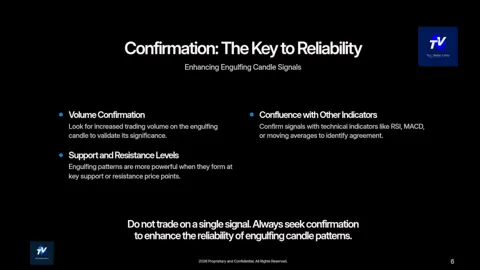 Confirmation: The Key to Reliability
Enhancing Engulfing Candle Signals
TV
Volume Confirmation
Look for increased trading volume on the engulfing
candle to validate its significance.
Support and Resistance Levels
Engulfing patterns are more powerful when they form at
key support or resistance price points.
Confluence with Other Indicators
Confirm signals with technical indicators like RSI, MACD,
or moving averages to identify agreement.
Do not trade on a single signal. Always seek confirmation
to enhance the reliability of engulfing candle patterns.
TV
2026 Proprietary and Confidential. All Rights Reserved.
6